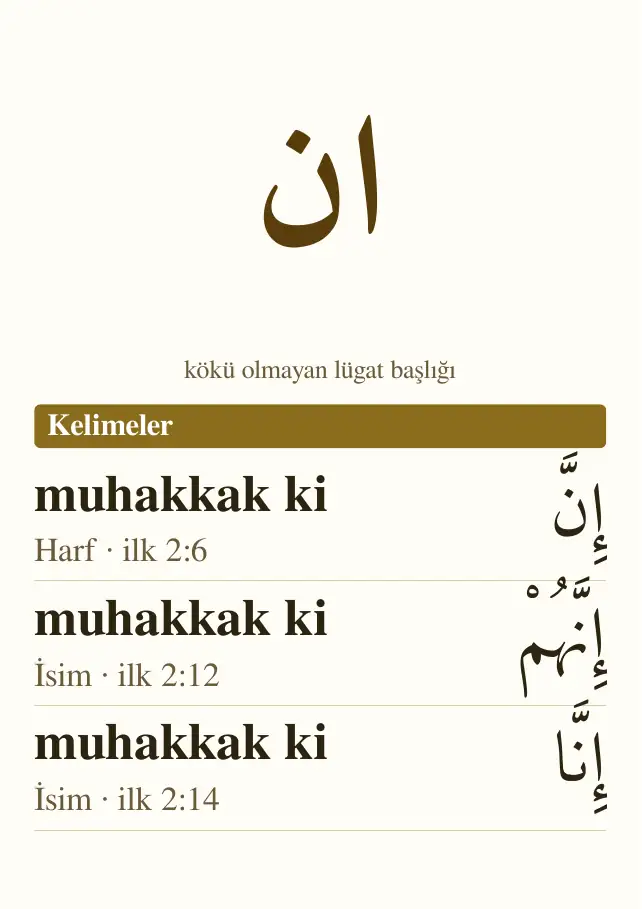 ان
kökü olmayan lügat başlığı
Kelimeler
muhakkak ki
إِنَّ
Harf · ilk 2:6
muhakkak ki
إِنَّهُمْ
İsim · ilk 2:12
muhakkak ki
إِنَّا
İsim · ilk 2:14